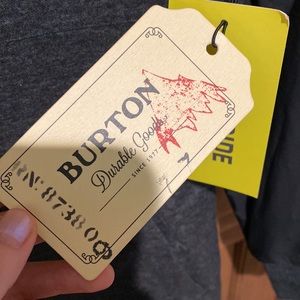 BURTON
Durable Goods
SINCE 1977
RN: 87380